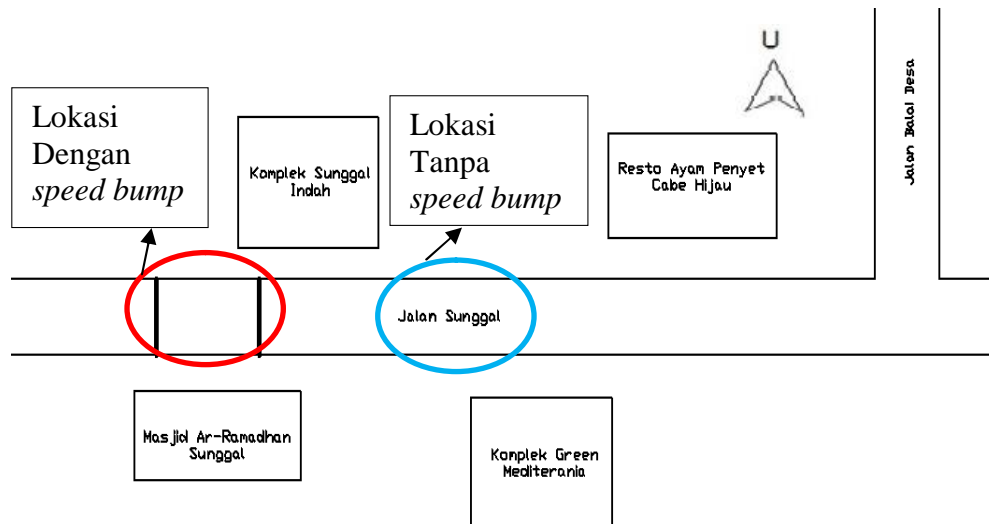 U
Jalan Balai Desa
Lokasi
Dengan
speed bump
Komplek Sunggal
Indah
Lokasi
Tanpa
speed bump
Resto Ayam Penyet
Cabe Hijau
Jalan Sunggal
Masjid Ar-Ramadhan
Sunggal
Komplek Green
Mediterania